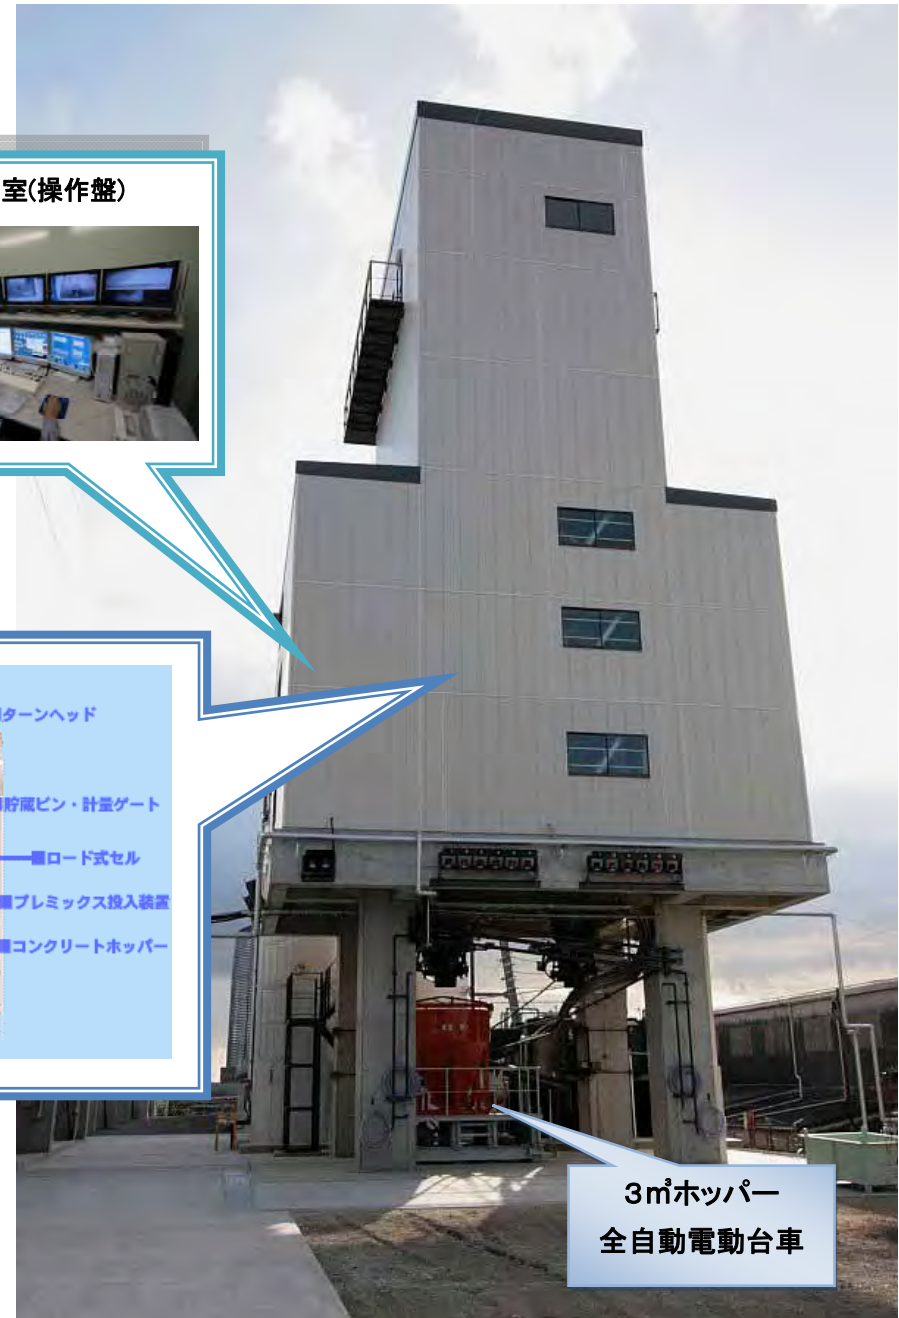 室(操作盤)
ターンヘッド
貯蔵ビン・計量ゲート
■ロード式セル
■プレミックス投入装置
■コンクリートホッパー
3㎥ホッパー
全自動電動台車